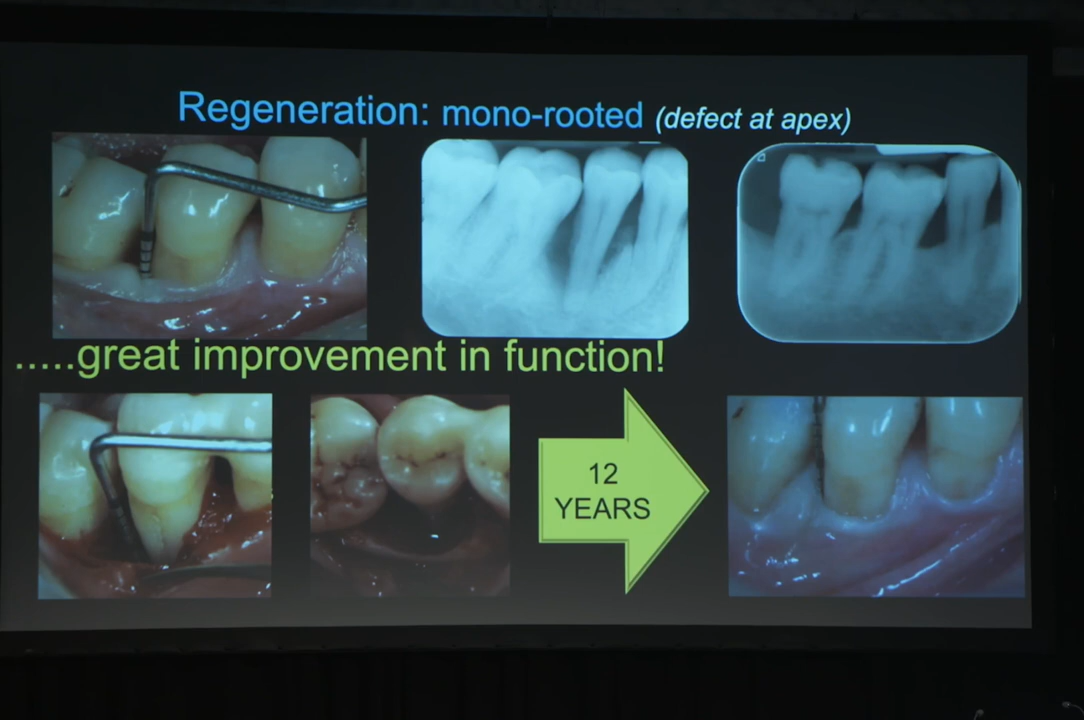 Regeneration: mono-rooted (defect at apex)
.....great improvement in function!
12
YEARS